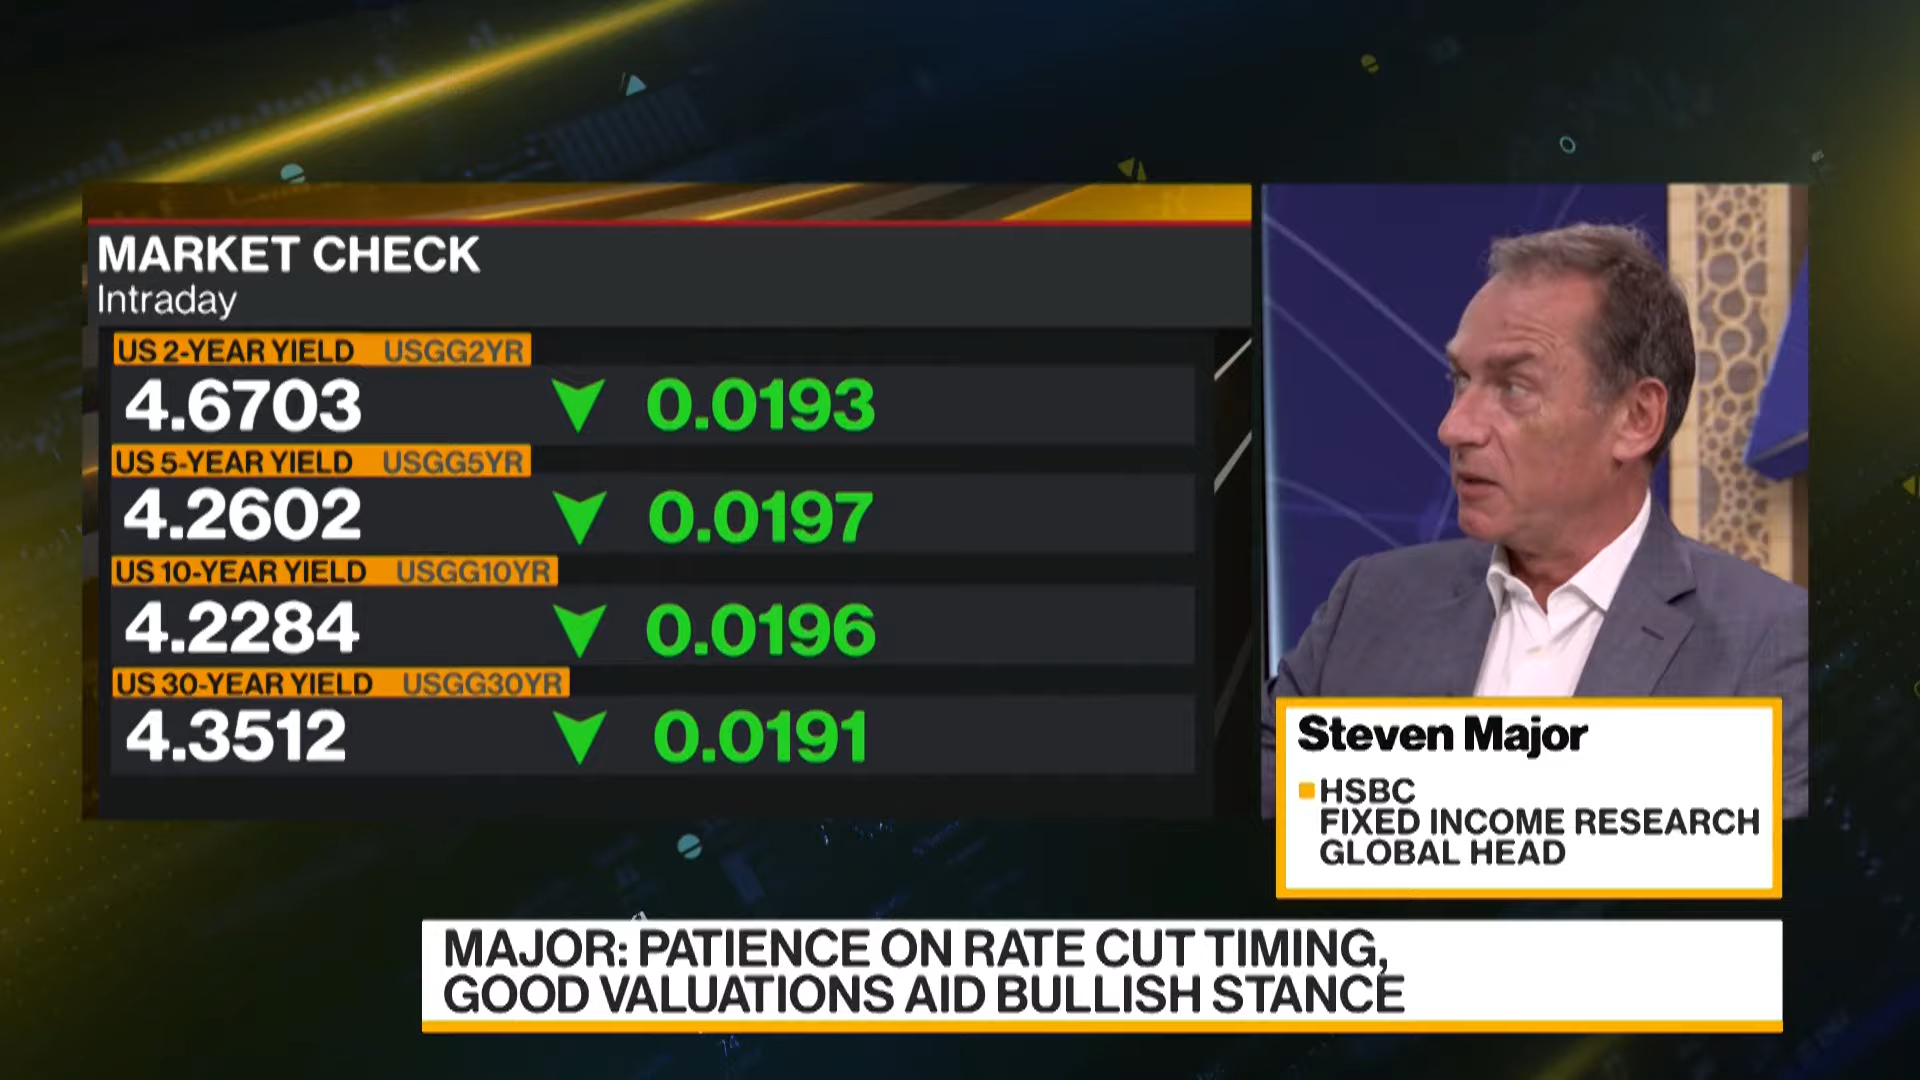 MARKET CHECK
Intraday
US 2-YEAR YIELD USGG2YR
4.6703 0.0193
US 5-YEAR YIELD USGG5YR
4.2602 0.0197
US 10-YEAR YIELD USGG10YR
4.2284 0.0196
US 30-YEAR YIELD USGG30YR
4.3512 0.0191
Steven Major
HSBC
FIXED INCOME RESEARCH
GLOBAL HEAD
MAJOR: PATIENCE ON RATE CUT TIMING,
GOOD VALUATIONS AID BULLISH STANCE